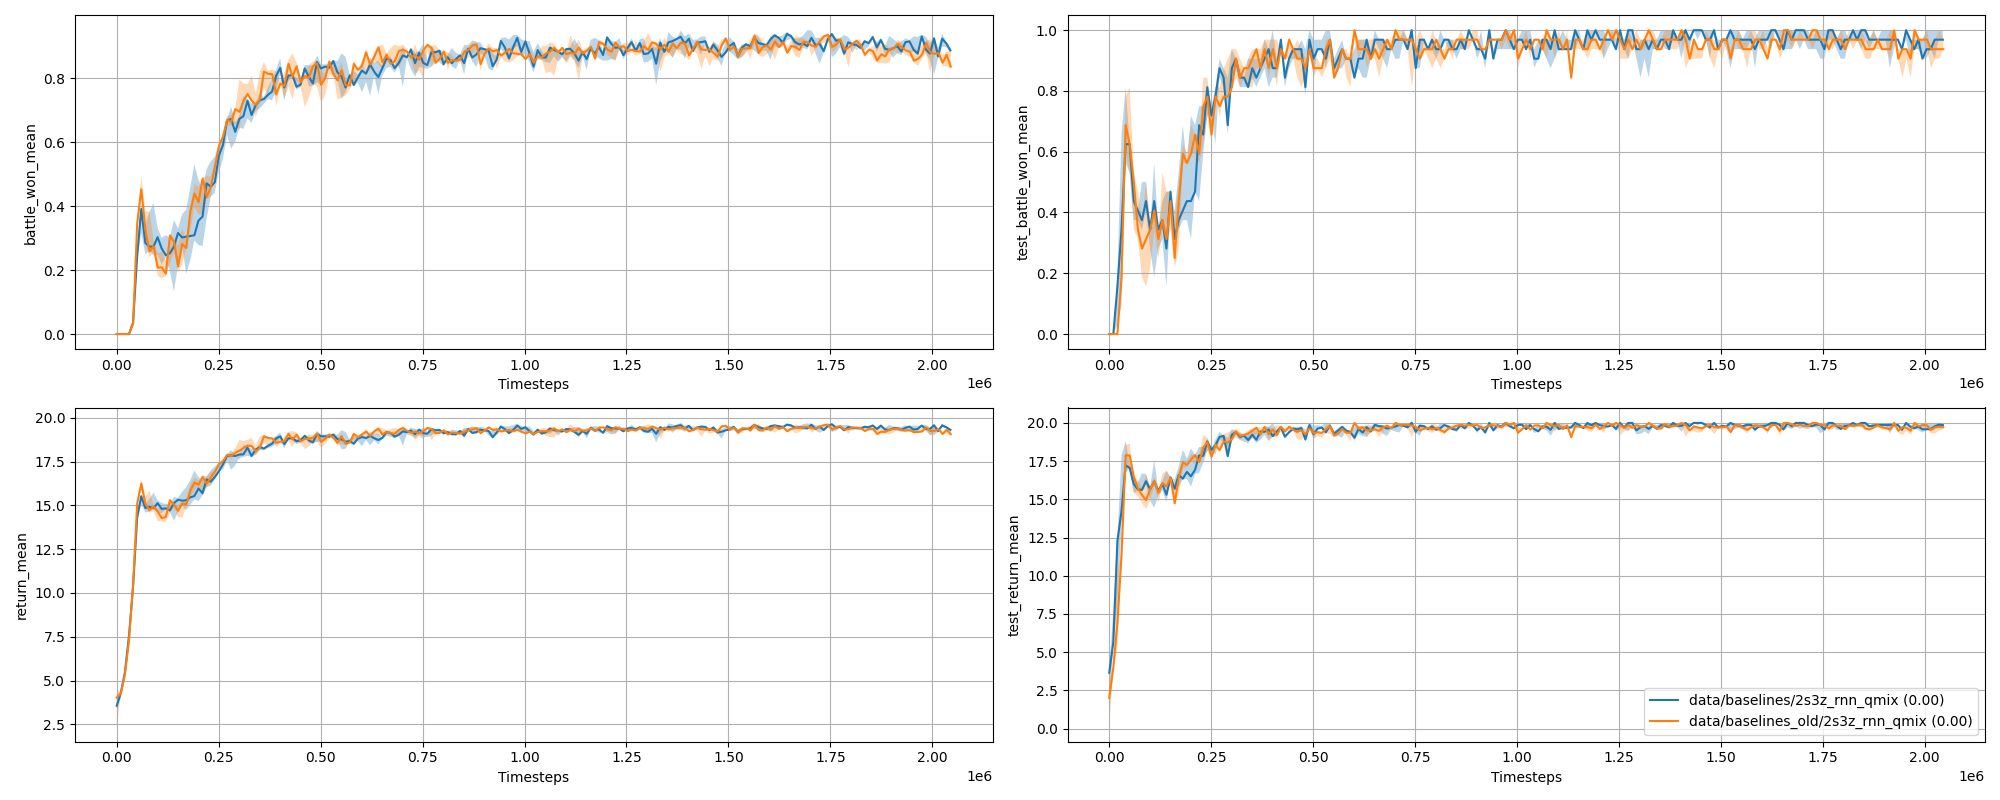 battle_won_mean
0.8
0.6
0.4
0.2
0.0
0.00 0.25 0.50 0.75 1.00 1.25 1.50 1.75 2.00
Timesteps
1e6
test_battle_won_mean
1.0
0.8
0.6
0.4
0.2
0.0
0.00 0.25 0.50 0.75 1.00 1.25 1.50 1.75 2.00
Timesteps
1e6
return_mean
20.0
17.5
15.0
12.5
10.0
7.5
5.0
2.5
0.00 0.25 0.50 0.75 1.00 1.25 1.50 1.75 2.00
Timesteps
1e6
test_return_mean
20.0
17.5
15.0
12.5
10.0
7.5
5.0
2.5
0.0
data/baselines/2s3z_rnn_qmix (0.00)
data/baselines_old/2s3z_rnn_qmix (0.00)
0.00 0.25 0.50 0.75 1.00 1.25 1.50 1.75 2.00
Timesteps
1e6